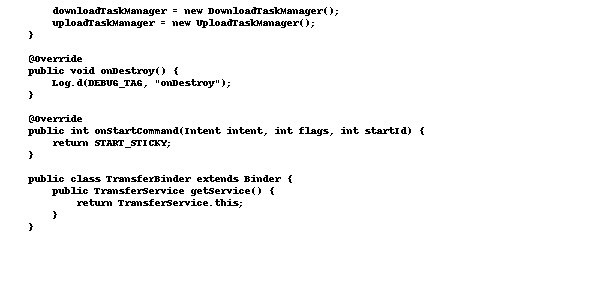 downloadTaskManager = new DownloadTaskManager();
uploadTaskManager = new UploadTaskManager();
}
@Override
public void onDestroy() {
Log.d(DEBUG_TAG, "onDestroy");
}
@Override
public int onStartCommand(Intent intent, int flags, int startId) {
return START_STICKY;
}
public class TransferBinder extends Binder {
public TransferService getService() {
return TransferService.this;
}
}